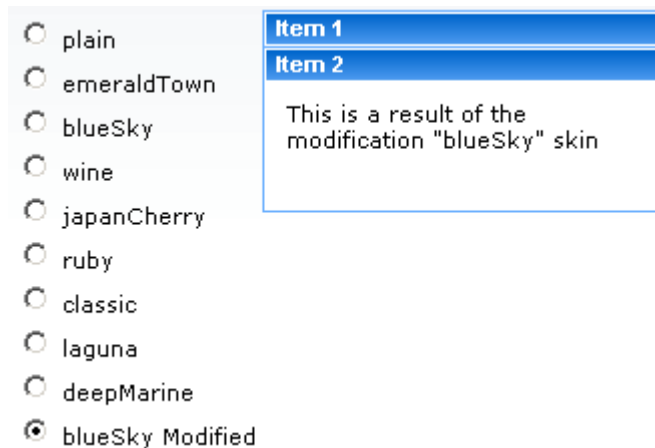 plain
emeraldTown
blueSky
wine
japanCherry
ruby
classic
laguna
deepMarine
blueSky Modified
Item 1
Item 2
This is a result of the
modification "blueSky" skin